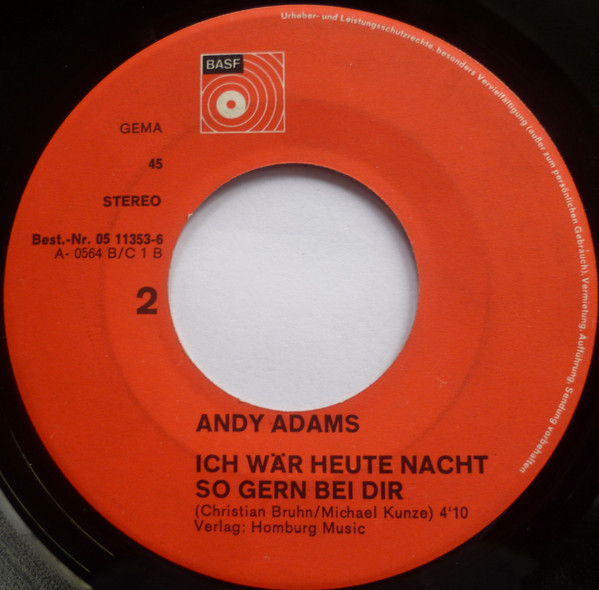 BASF
Urheber- und Leistungsschutzrechte, besonders Vervielfältigung (außer zum persönlichen Gebrauch), Vermietung, Aufführung, Sendung vorbehalten
GEMA
45
STEREO
Best.-Nr. 05 11353-6
A- 0564 B/C 1 B
2
ANDY ADAMS
ICH WÄR HEUTE NACHT
SO GERN BEI DIR
(Christian Bruhn/Michael Kunze) 4'10
Verlag: Homburg Music